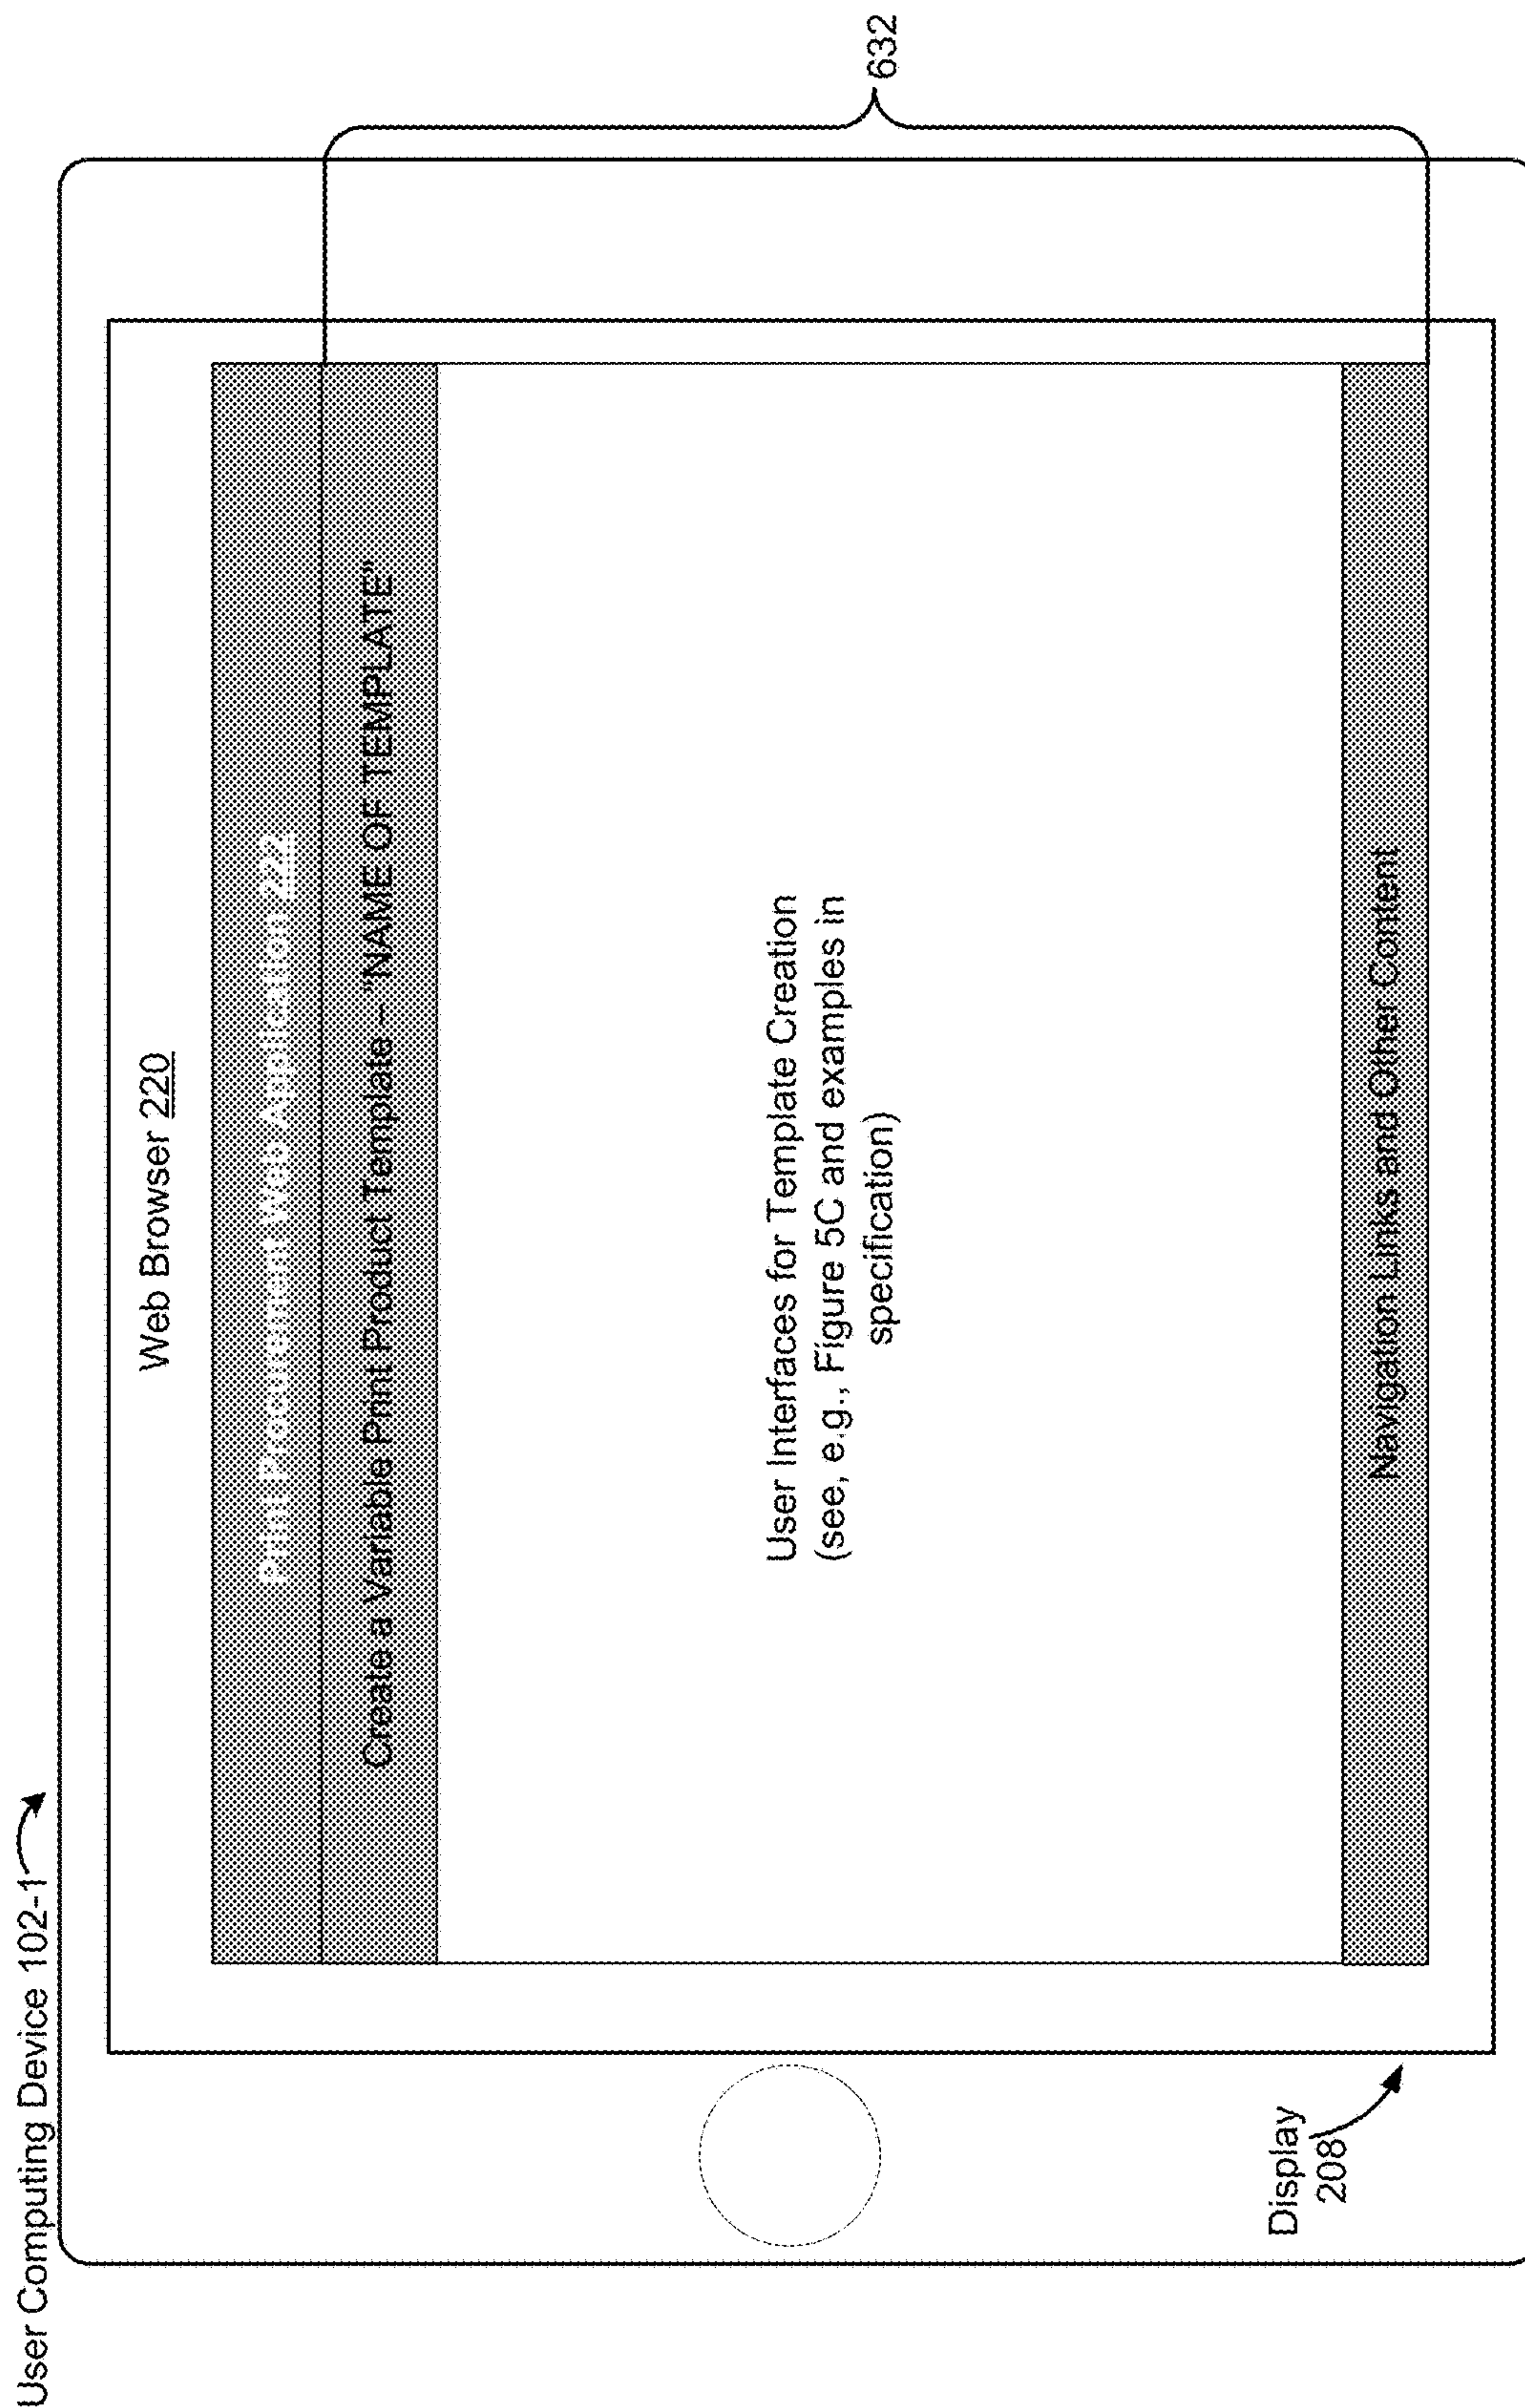 User Computing Device 102-1
Web Browser 220
Print Procurement Web Application 222
Create a Variable Print Product Template – "NAME OF TEMPLATE"
User Interfaces for Template Creation
(see, e.g., Figure 5C and examples in
specification)
Navigation Links and Other Content
632
Display
208